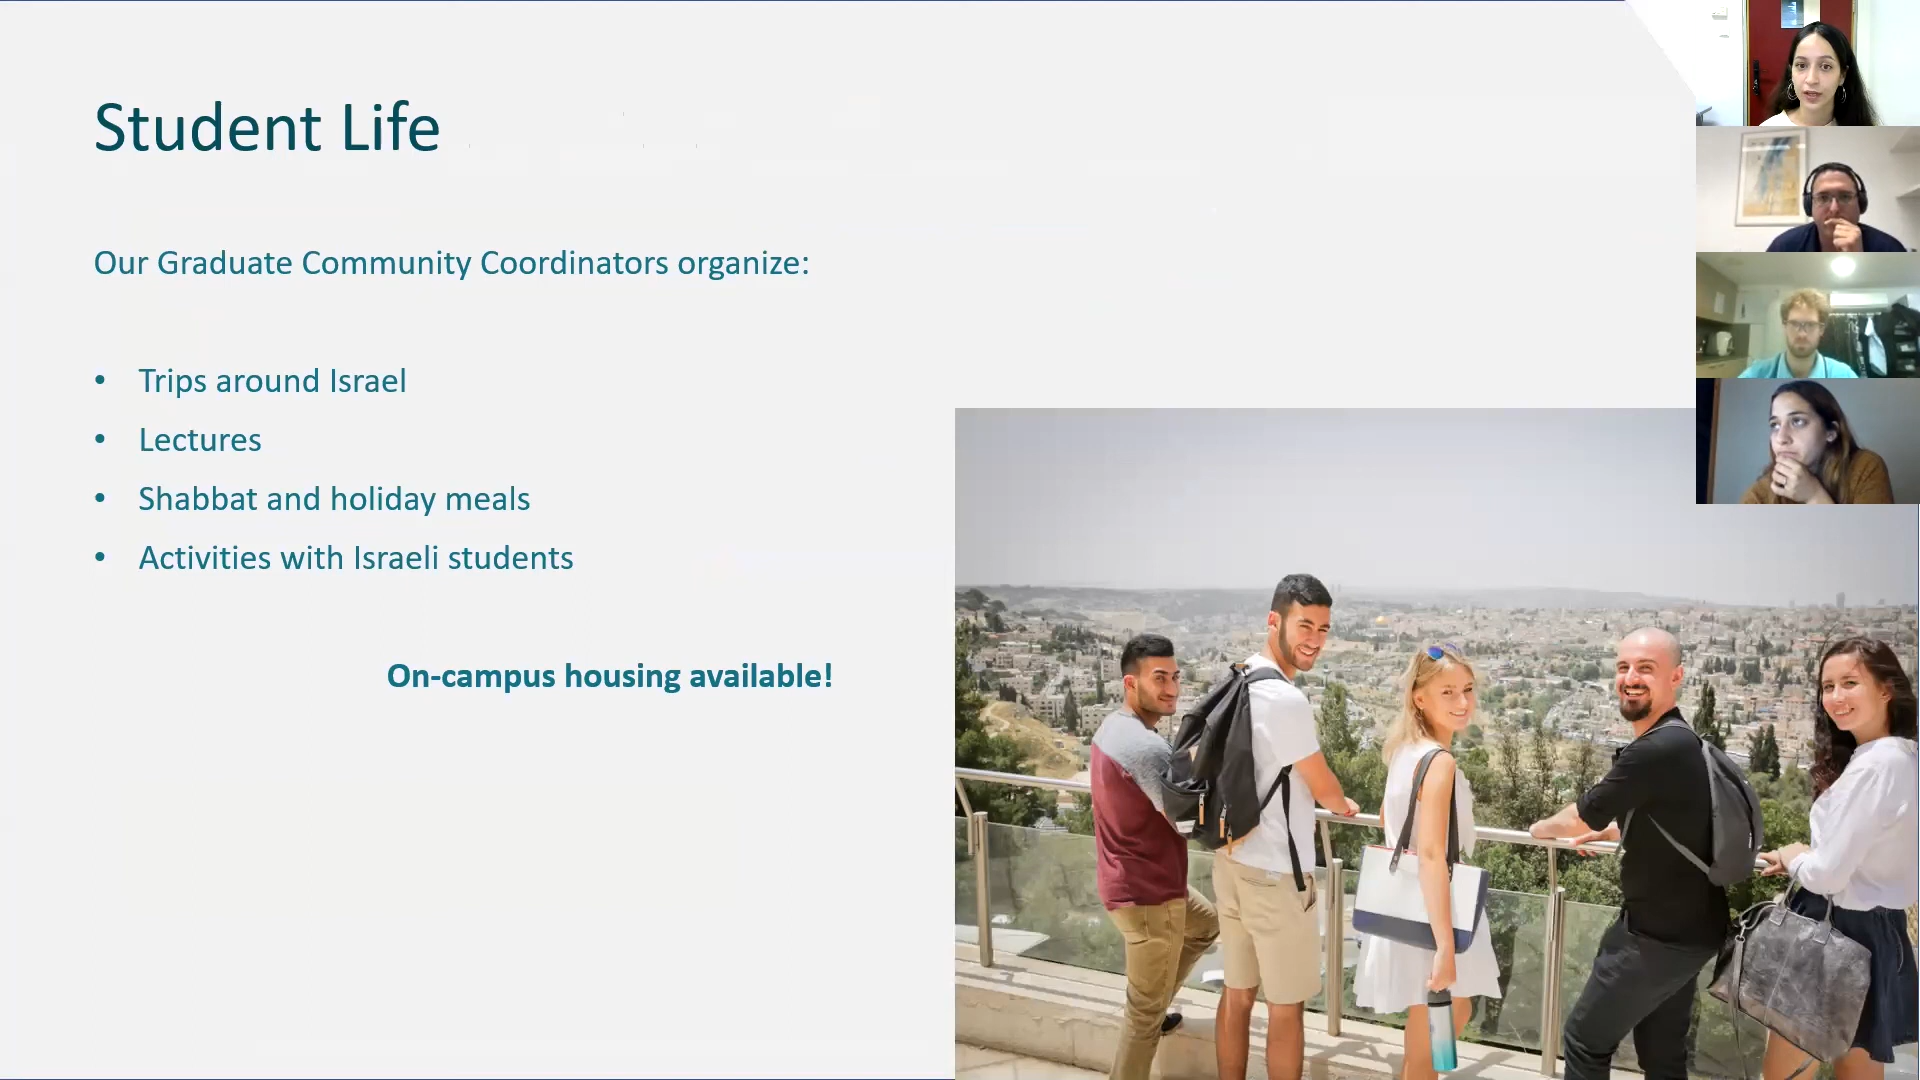 Student Life
Our Graduate Community Coordinators organize:
• Trips around Israel
• Lectures
• Shabbat and holiday meals
• Activities with Israeli students
On-campus housing available!